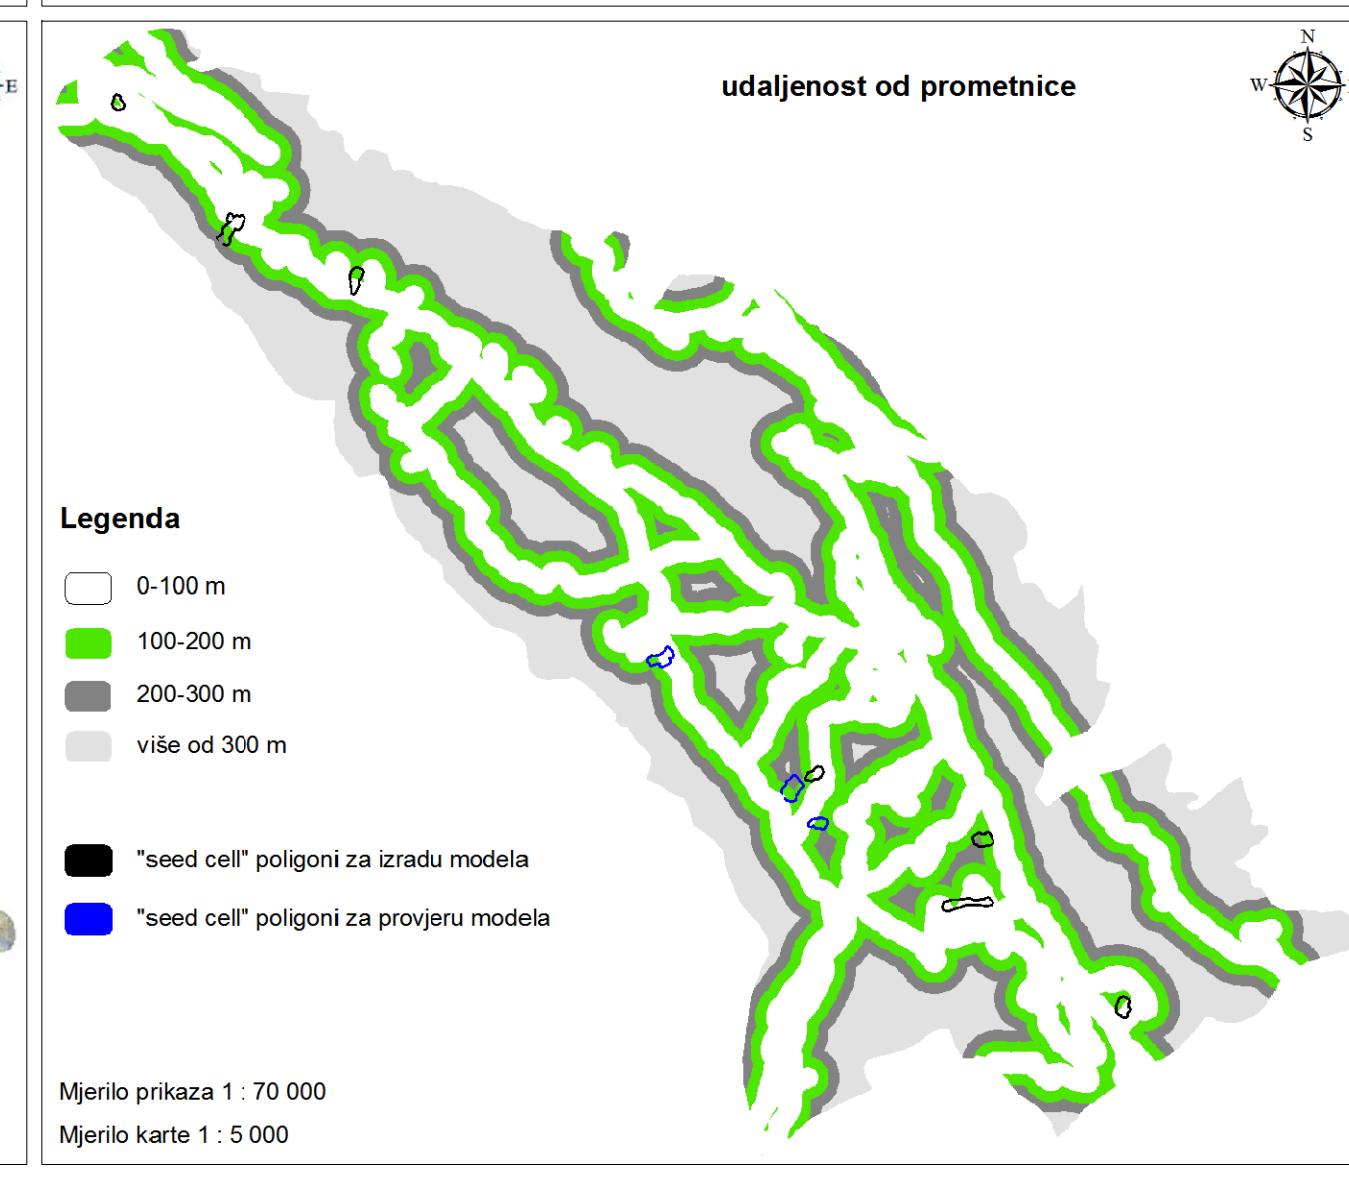 E
udaljenost od prometnice
N
W
S
Legenda
0-100 m
100-200 m
200-300 m
više od 300 m
"seed cell" poligoni za izradu modela
"seed cell" poligoni za provjeru modela
Mjerilo prikaza 1 : 70 000
Mjerilo karte 1 : 5 000